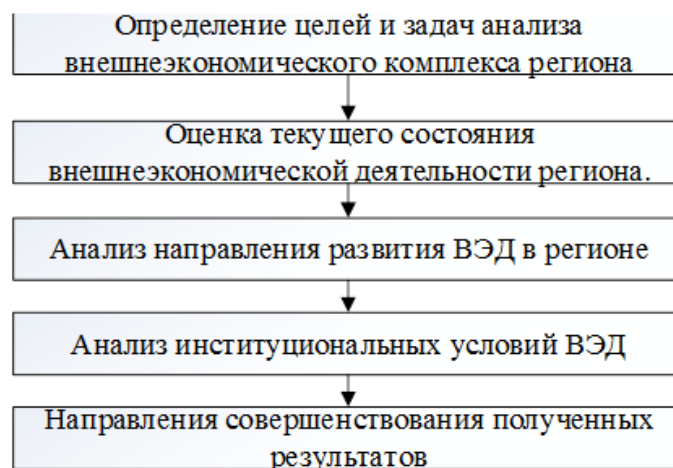 Определение целей и задач анализа
внешнеэкономического комплекса региона
Оценка текущего состояния
внешнеэкономической деятельности региона.
Анализ направления развития ВЭД в регионе
Анализ институциональных условий ВЭД
Направления совершенствования полученных
результатов